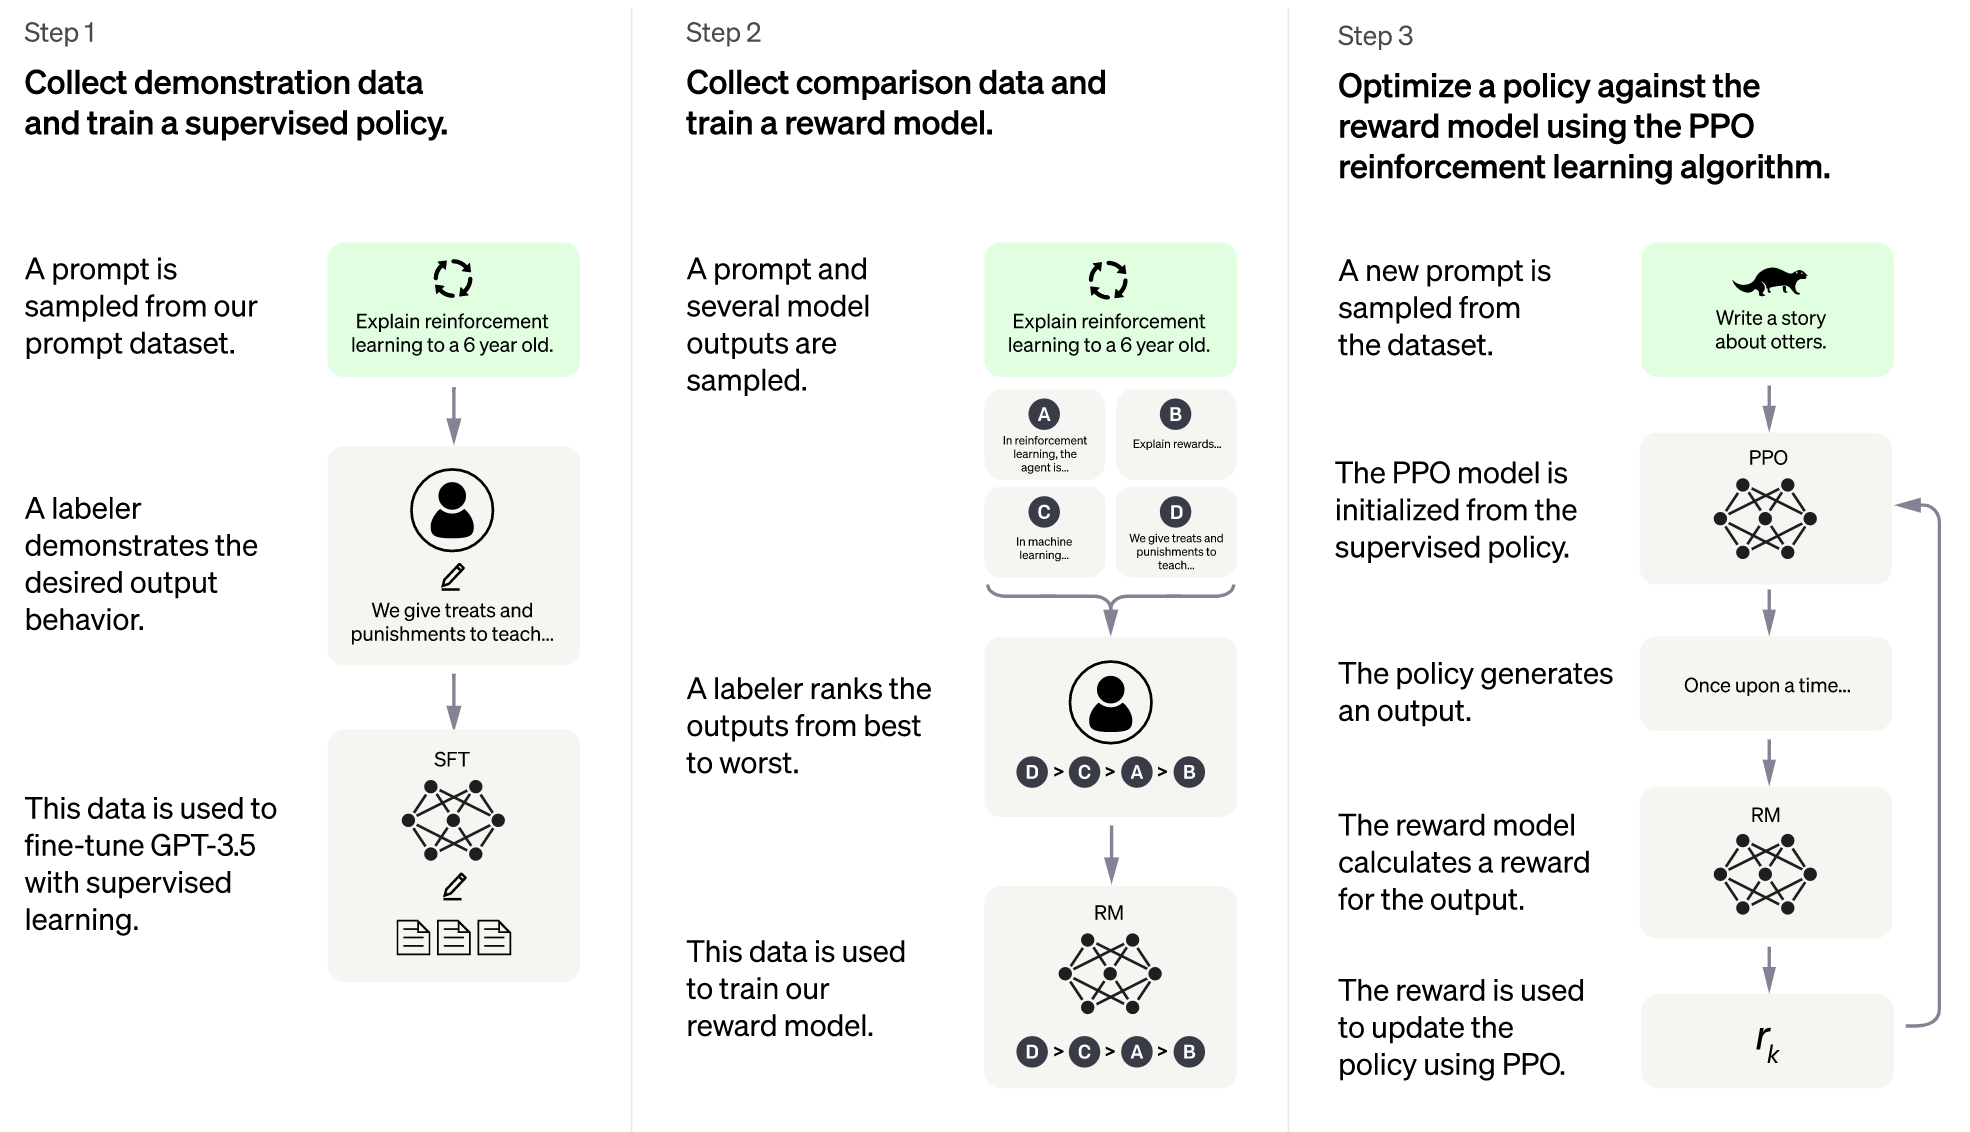 Step 1
Collect demonstration data
and train a supervised policy.
A prompt is
sampled from our
prompt dataset.
Explain reinforcement
learning to a 6 year old.
A labeler
demonstrates the
desired output
behavior.
We give treats and
punishments to teach...
This data is used to
fine-tune GPT-3.5
with supervised
learning.
SFT
Step 2
Collect comparison data and
train a reward model.
A prompt and
several model
outputs are
sampled.
Explain reinforcement
learning to a 6 year old.
A
In reinforcement
learning, the
agent is...
B
Explain rewards...
C
In machine
learning...
D
We give treats and
punishments to
teach...
A labeler ranks the
outputs from best
to worst.
D > C > A > B
This data is used
to train our
reward model.
RM
D > C > A > B
Step 3
Optimize a policy against the
reward model using the PPO
reinforcement learning algorithm.
A new prompt is
sampled from
the dataset.
Write a story
about otters.
The PPO model is
initialized from the
supervised policy.
PPO
The policy generates
an output.
Once upon a time...
The reward model
calculates a reward
for the output.
RM
The reward is used
to update the
policy using PPO.
rk